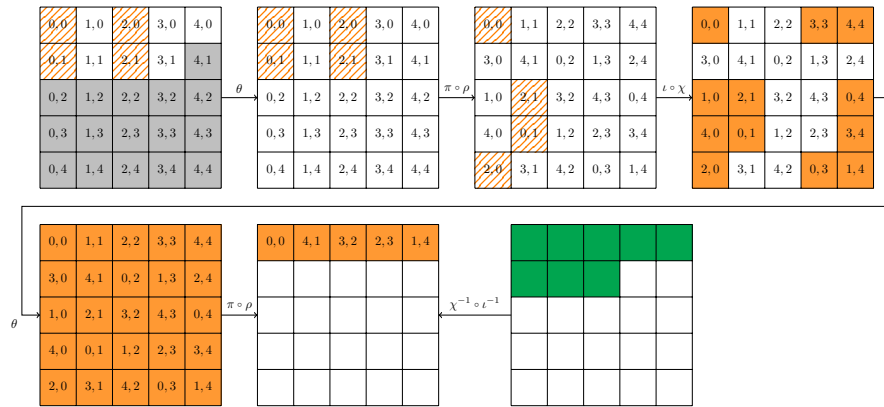 0, 0 1, 0 2, 0 3, 0 4, 0
0, 1 1, 1 2, 1 3, 1 4, 1
0, 2 1, 2 2, 2 3, 2 4, 2
0, 3 1, 3 2, 3 3, 3 4, 3
0, 4 1, 4 2, 4 3, 4 4, 4
θ
0, 0 1, 0 2, 0 3, 0 4, 0
0, 1 1, 1 2, 1 3, 1 4, 1
0, 2 1, 2 2, 2 3, 2 4, 2
0, 3 1, 3 2, 3 3, 3 4, 3
0, 4 1, 4 2, 4 3, 4 4, 4
π ∘ ρ
0, 0 1, 1 2, 2 3, 3 4, 4
3, 0 4, 1 0, 2 1, 3 2, 4
1, 0 2, 1 3, 2 4, 3 0, 4
4, 0 0, 1 1, 2 2, 3 3, 4
2, 0 3, 1 4, 2 0, 3 1, 4
ι ∘ χ
0, 0 1, 1 2, 2 3, 3 4, 4
3, 0 4, 1 0, 2 1, 3 2, 4
1, 0 2, 1 3, 2 4, 3 0, 4
4, 0 0, 1 1, 2 2, 3 3, 4
2, 0 3, 1 4, 2 0, 3 1, 4
θ
0, 0 1, 1 2, 2 3, 3 4, 4
3, 0 4, 1 0, 2 1, 3 2, 4
1, 0 2, 1 3, 2 4, 3 0, 4
4, 0 0, 1 1, 2 2, 3 3, 4
2, 0 3, 1 4, 2 0, 3 1, 4
π ∘ ρ
0, 0 4, 1 3, 2 2, 3 1, 4
χ⁻¹ ∘ ι⁻¹